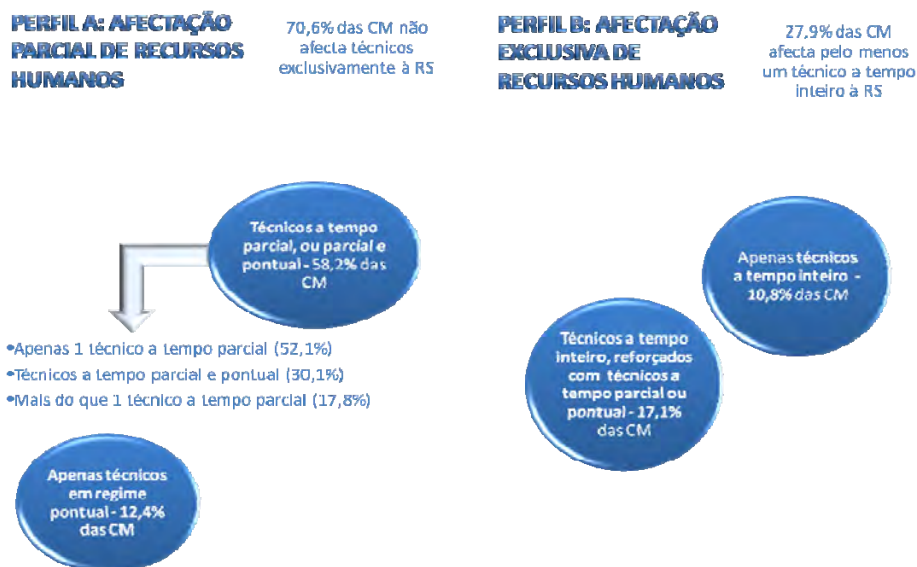 PERFIL A: AFECTAÇÃO
PARCIAL DE RECURSOS
HUMANOS
70,6% das CM não
afecta técnicos
exclusivamente à RS
Técnicos a tempo
parcial, ou parcial e
pontual - 58,2% das
CM
•Apenas 1 técnico a tempo parcial (52,1%)
•Técnicos a tempo parcial e pontual (30,1%)
•Mais do que 1 técnico a tempo parcial (17,8%)
Apenas técnicos
em regime
pontual - 12,4%
das CM
PERFIL B: AFECTAÇÃO
EXCLUSIVA DE
RECURSOS HUMANOS
27,9% das CM
afecta pelo menos
um técnico a tempo
inteiro à RS
Apenas técnicos
a tempo inteiro -
10,8% das CM
Técnicos a tempo
inteiro, reforçados
com técnicos a
tempo parcial ou
pontual - 17,1%
das CM